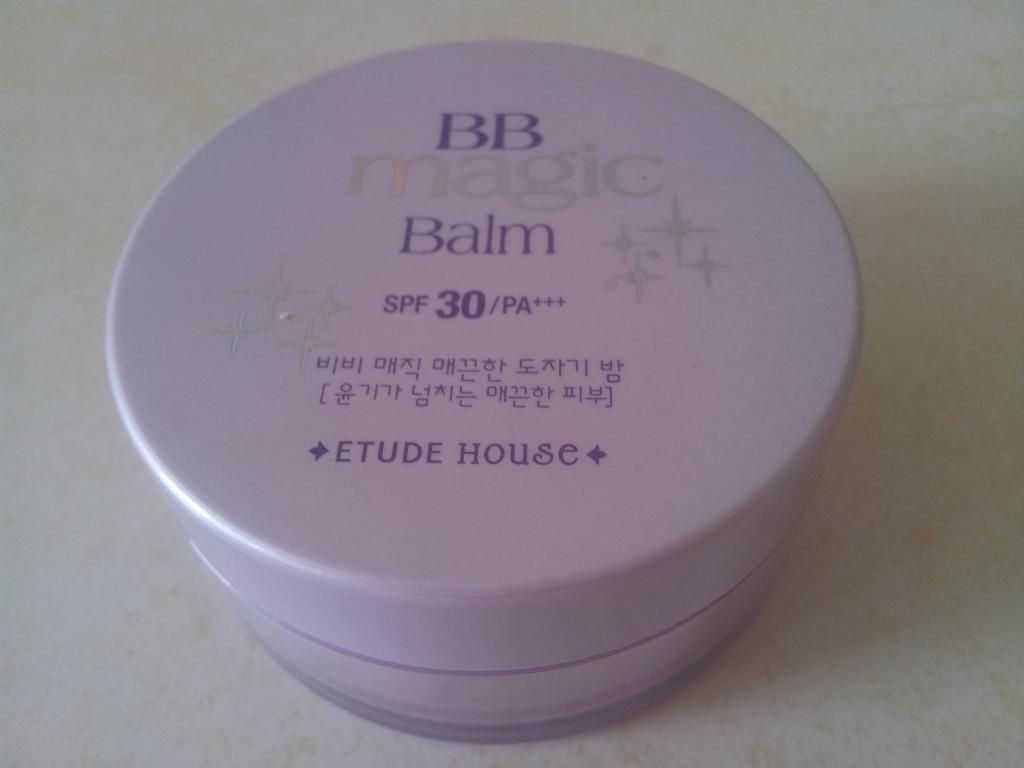 BB
magic
Balm
SPF 30/PA+++
비비 매직 매끈한 도자기 밤
[윤기가 넘치는 매끈한 피부]
ETUDE HOUSE